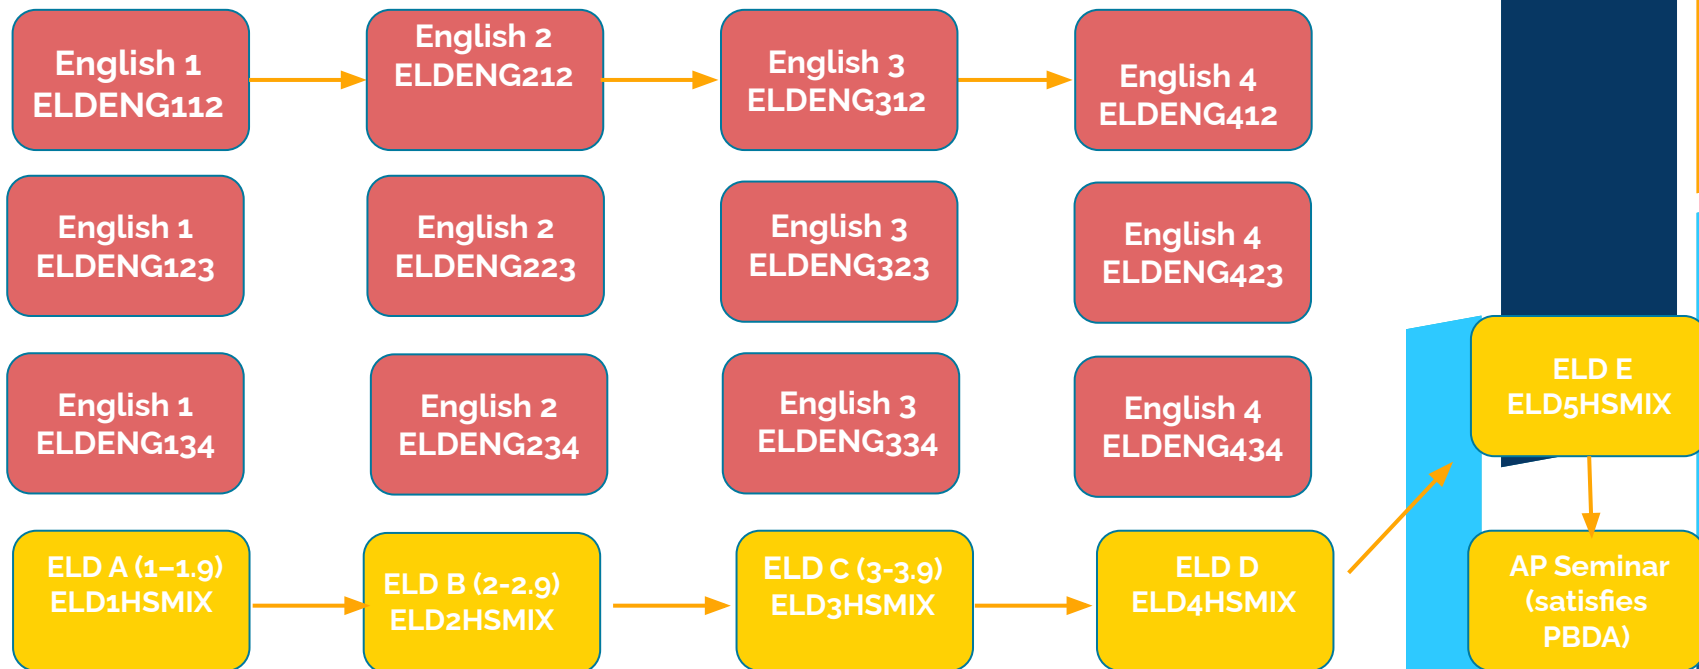 English 1
ELDENG112
English 2
ELDENG212
English 3
ELDENG312
English 4
ELDENG412
English 1
ELDENG123
English 2
ELDENG223
English 3
ELDENG323
English 4
ELDENG423
English 1
ELDENG134
English 2
ELDENG234
English 3
ELDENG334
English 4
ELDENG434
ELD E
ELD5HSMIX
ELD A (1–1.9)
ELD1HSMIX
ELD B (2-2.9)
ELD2HSMIX
ELD C (3-3.9)
ELD3HSMIX
ELD D
ELD4HSMIX
AP Seminar
(satisfies
PBDA)